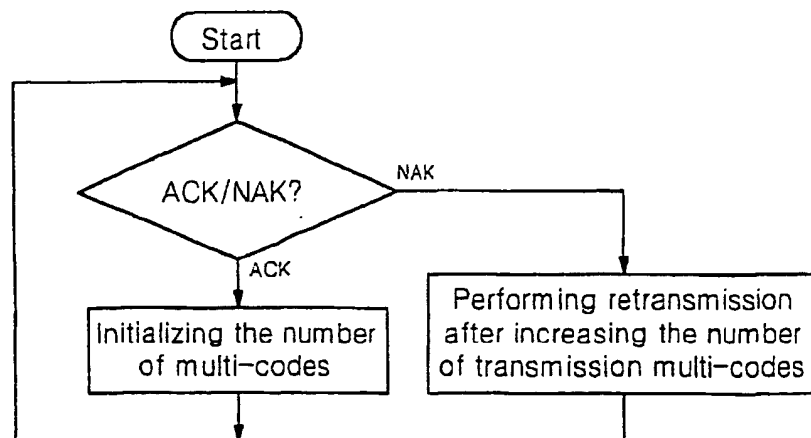 Start
ACK/NAK?
NAK
ACK
Initializing the number
of multi-codes
Performing retransmission
after increasing the number
of transmission multi-codes